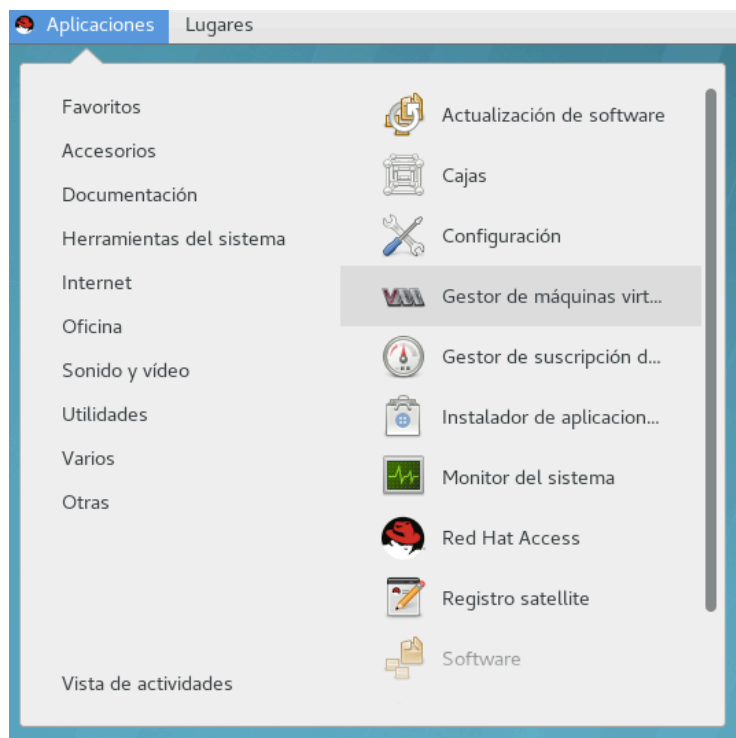 Aplicaciones Lugares
Favoritos
Accesorios
Documentación
Herramientas del sistema
Internet
Oficina
Sonido y vídeo
Utilidades
Varios
Otras
Vista de actividades
Actualización de software
Cajas
Configuración
Gestor de máquinas virt...
Gestor de suscripción d...
Instalador de aplicacion...
Monitor del sistema
Red Hat Access
Registro satellite
Software